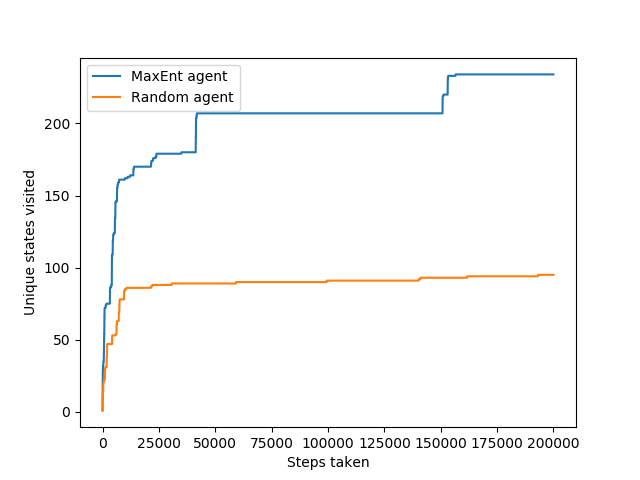 MaxEnt agent
Random agent
Unique states visited
200
150
100
50
0
0 25000 50000 75000 100000 125000 150000 175000 200000
Steps taken